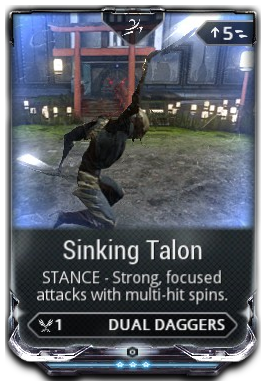 5
Sinking Talon
STANCE - Strong, focused
attacks with multi-hit spins.
1 DUAL DAGGERS